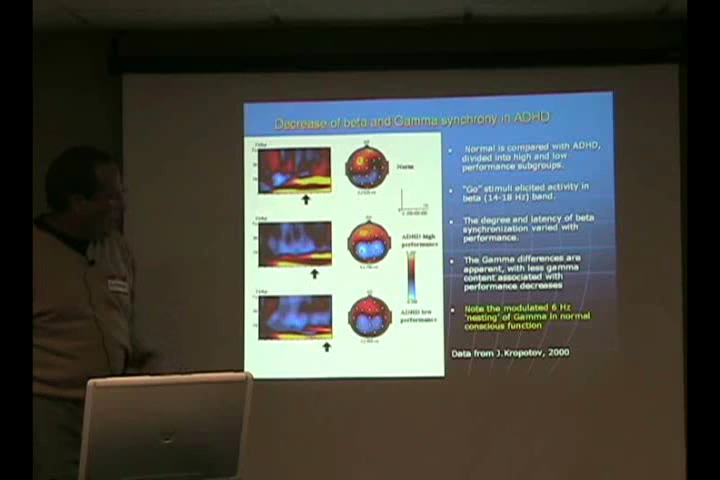 Decrease of beta and Gamma synchrony in ADHD
Norm
ADHD high
performance
ADHD low
performance
Normal is compared with ADHD,
divided into high and low
performance subgroups.
"Go" stimuli elicited activity in
beta (14-18 Hz) band.
The degree and latency of beta
synchronization varied with
performance.
The Gamma differences are
apparent, with less gamma
content associated with
performance decreases
Note the modulated 6 Hz
'nesting' of Gamma in normal
conscious function
Data from J.Kropotov, 2000